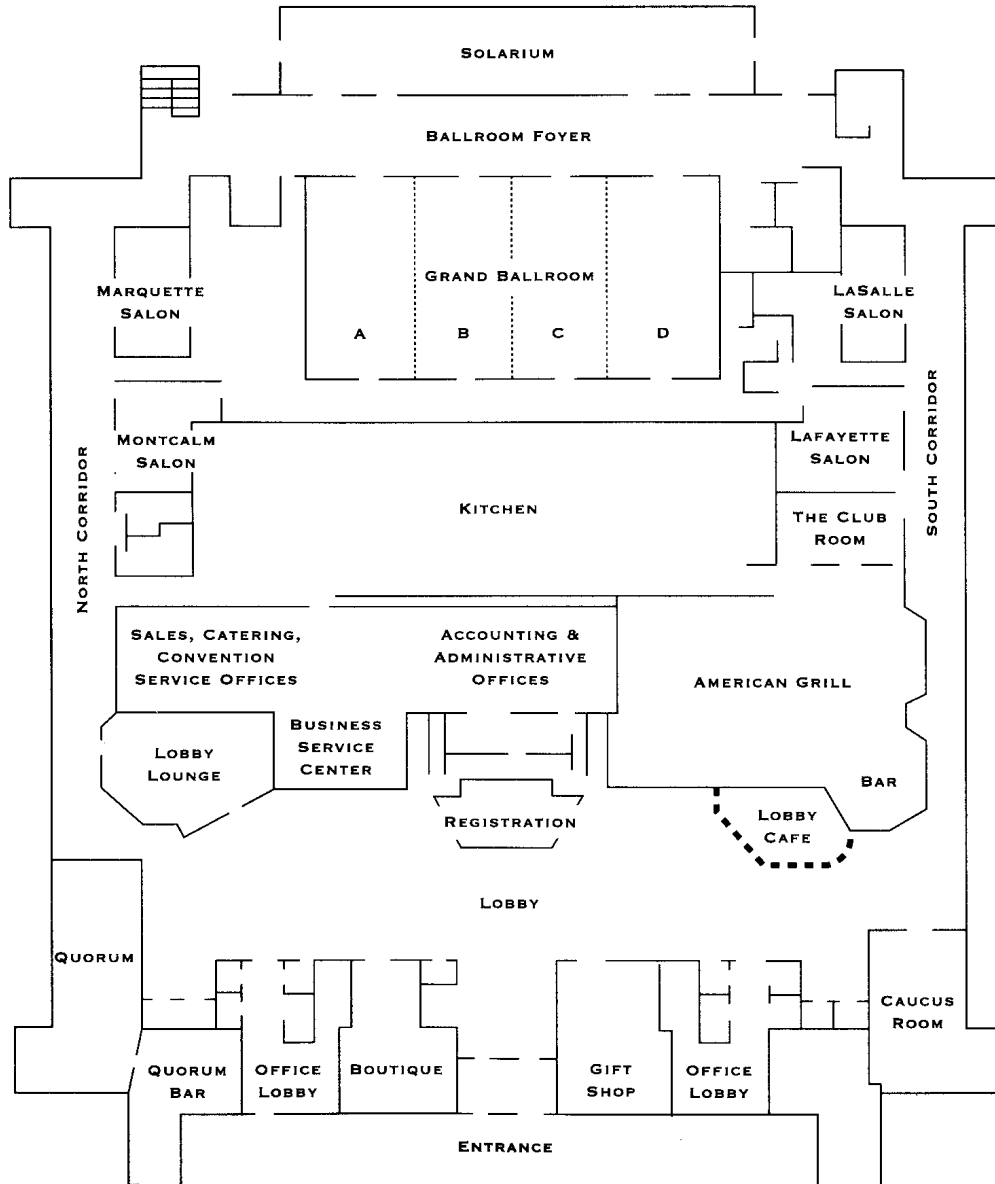 SOLARIUM
BALLROOM FOYER
GRAND BALLROOM
A B C D
MARQUETTE
SALON
LASALLE
SALON
MONTCALM
SALON
LAFAYETTE
SALON
NORTH CORRIDOR
SOUTH CORRIDOR
KITCHEN
THE CLUB
ROOM
SALES, CATERING,
CONVENTION
SERVICE OFFICES
ACCOUNTING &
ADMINISTRATIVE
OFFICES
AMERICAN GRILL
BUSINESS
SERVICE
CENTER
LOBBY
LOUNGE
BAR
REGISTRATION
LOBBY
CAFE
LOBBY
QUORUM
CAUCUS
ROOM
QUORUM
BAR
OFFICE
LOBBY
BOUTIQUE
GIFT
SHOP
OFFICE
LOBBY
ENTRANCE